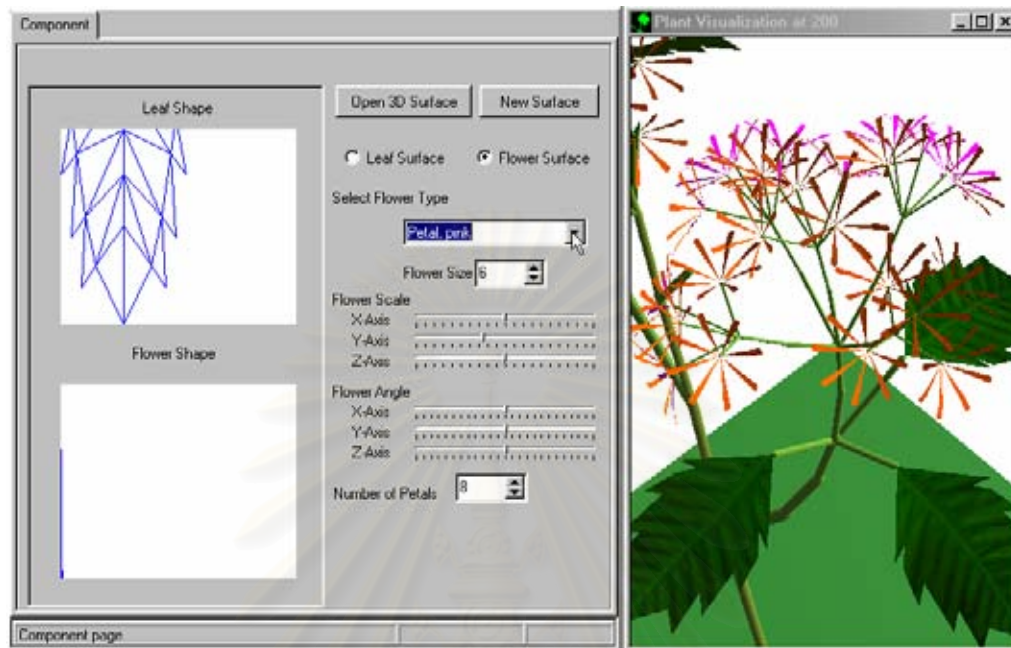 Component
Leaf Shape
Flower Shape
Open 3D Surface
New Surface
Leaf Surface
Flower Surface
Select Flower Type
Petal, pink
Flower Size 6
Flower Scale
X-Axis
Y-Axis
Z-Axis
Flower Angle
X-Axis
Y-Axis
Z-Axis
Number of Petals 8
Component page
Plant Visualization at 200